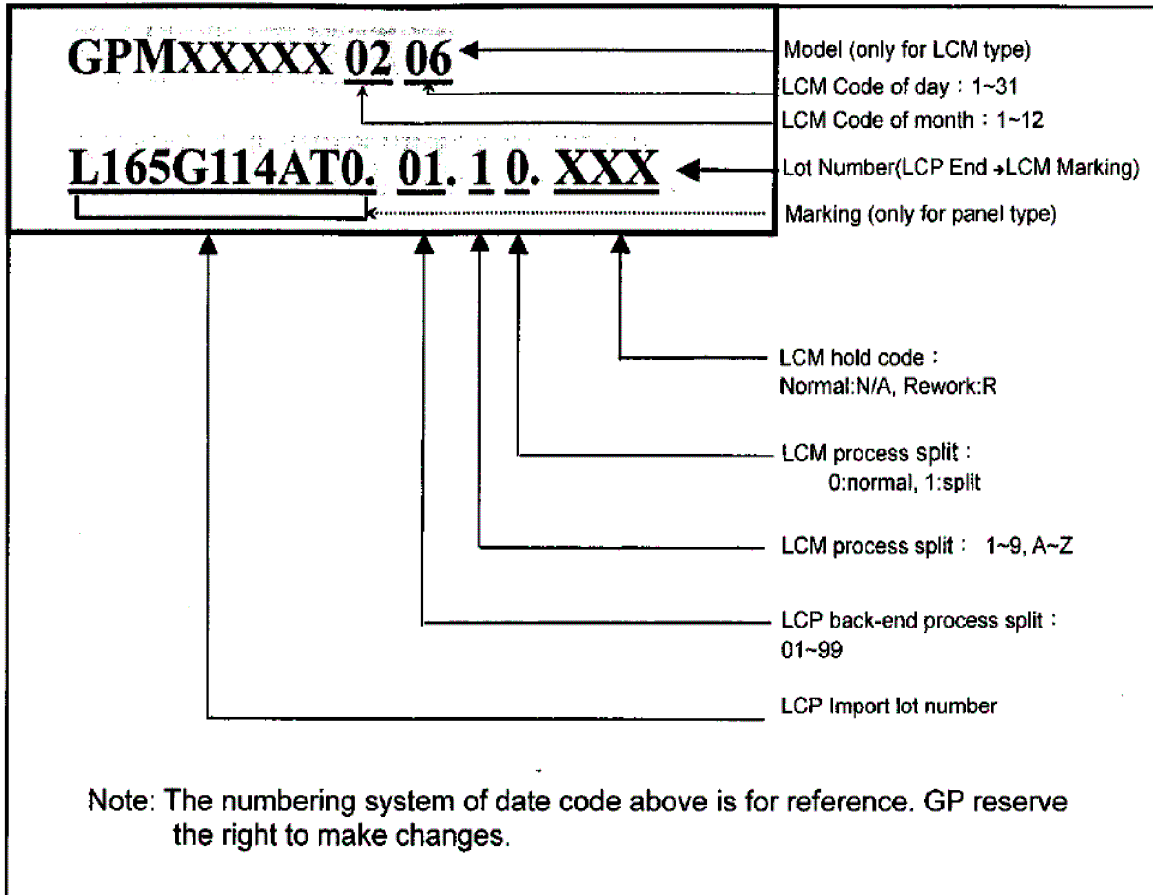 GPMXXXXX 02 06
Model (only for LCM type)
LCM Code of day : 1~31
LCM Code of month : 1~12
L165G114AT0. 01. 1 0. XXX
Lot Number(LCP End →LCM Marking)
Marking (only for panel type)
LCM hold code :
Normal:N/A, Rework:R
LCM process split :
0:normal, 1:split
LCM process split : 1~9, A~Z
LCP back-end process split :
01~99
LCP Import lot number
Note: The numbering system of date code above is for reference. GP reserve
the right to make changes.